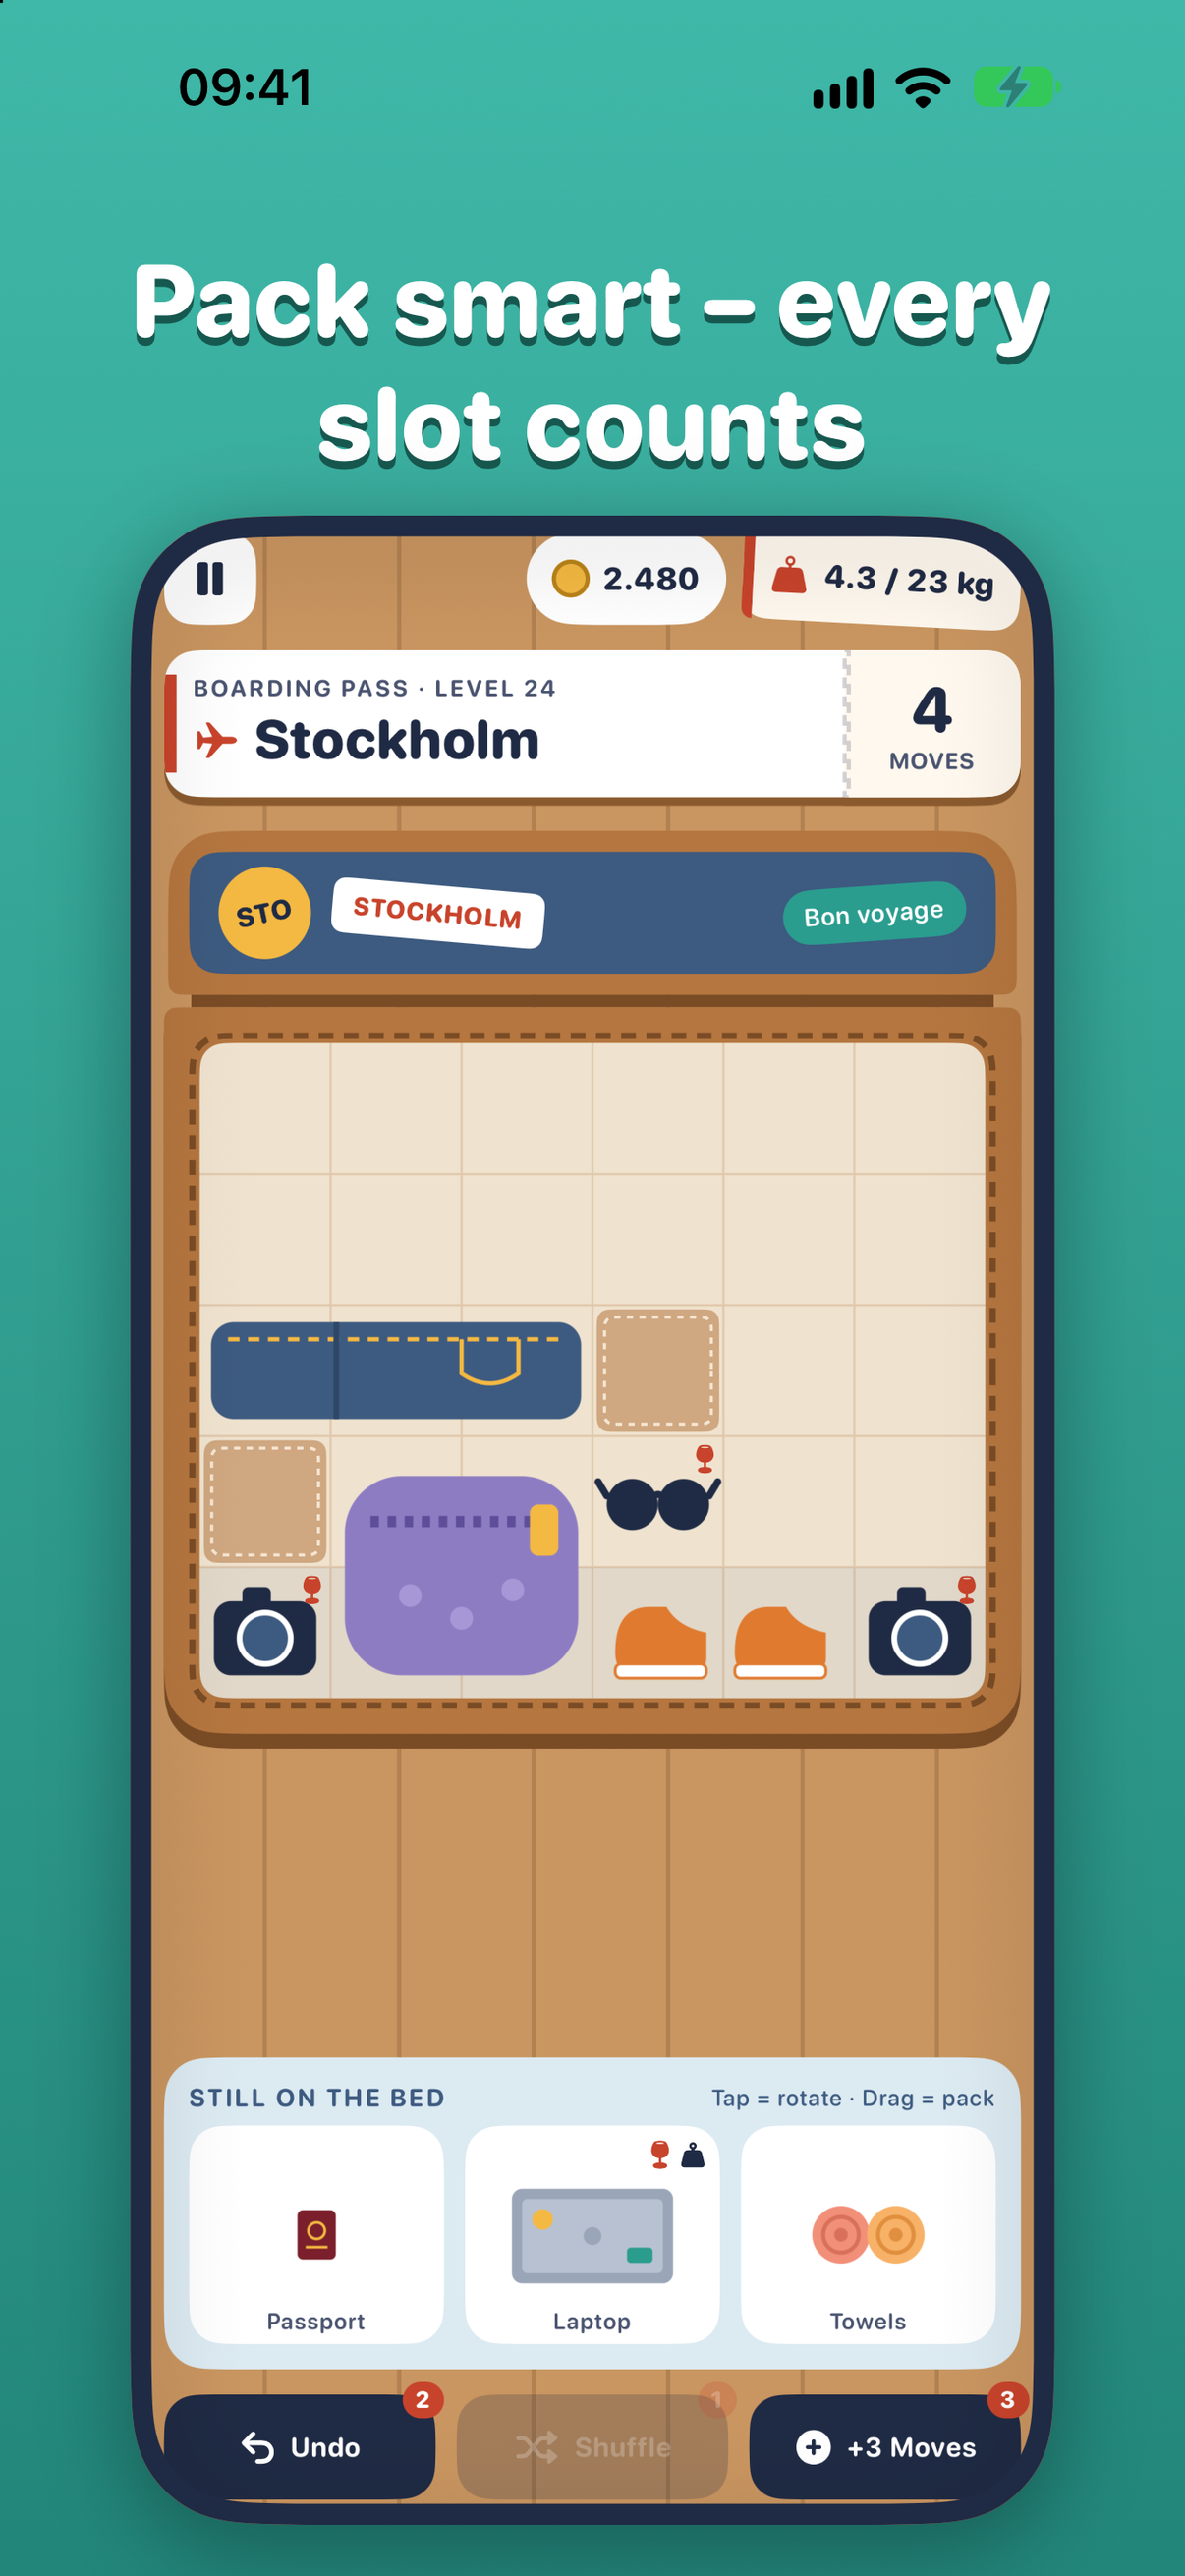 09:41
Pack smart – every
slot counts
2.480
4.3 / 23 kg
BOARDING PASS · LEVEL 24
Stockholm
4
MOVES
STO
STOCKHOLM
Bon voyage
STILL ON THE BED
Tap = rotate · Drag = pack
Passport
Laptop
Towels
2
1
3
Undo
Shuffle
+3 Moves